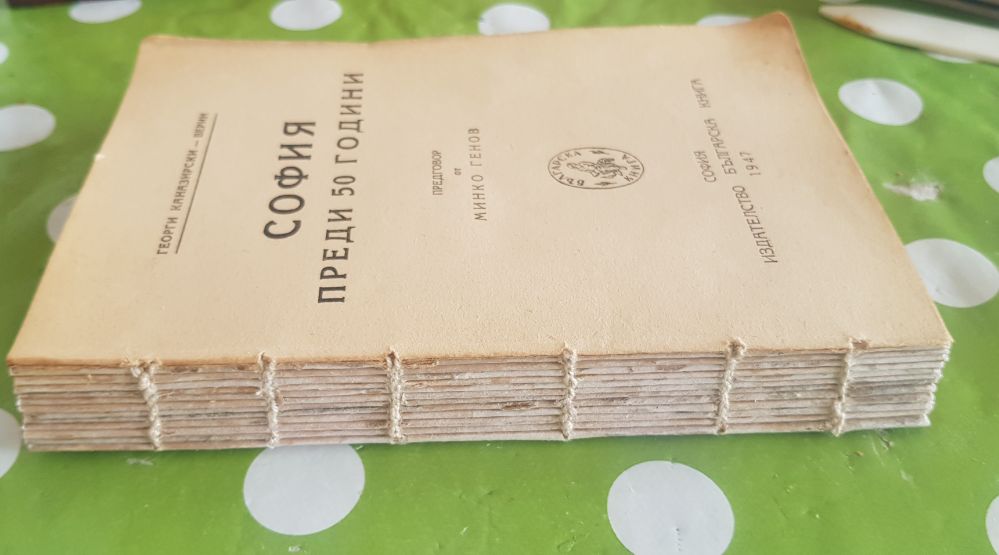 ГЕОРГИ КАНАЗИРСКИ — ВЕРИН
СОФИЯ
ПРЕДИ 50 ГОДИНИ
ПРЕДГОВОР
ОТ
МИНКО ГЕНОВ
БЪЛГАРСКА
КНИГА
СОФИЯ
ИЗДАТЕЛСТВО БЪЛГАРСКА КНИГА
1947